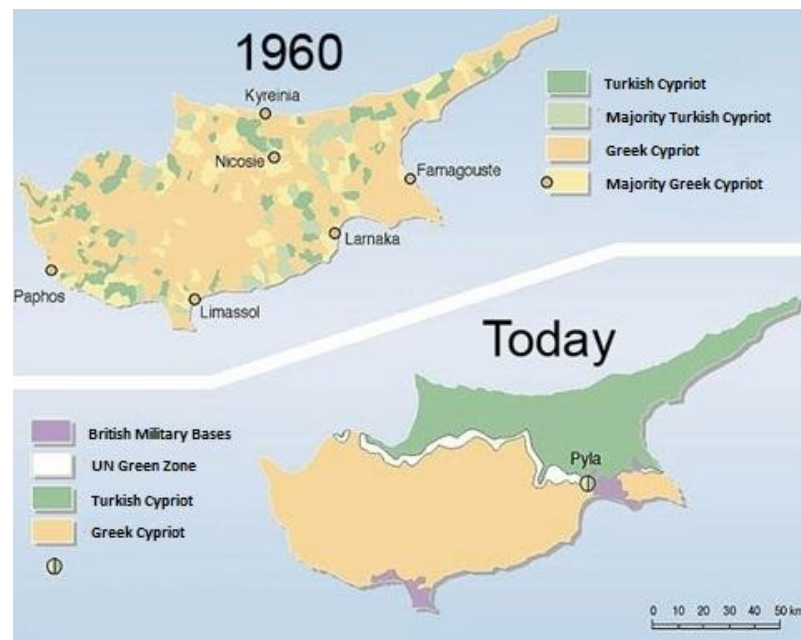 1960
Kyreinia
Nicosie
Famagouste
Larnaka
Paphos
Limassol
Turkish Cypriot
Majority Turkish Cypriot
Greek Cypriot
Majority Greek Cypriot
Today
British Military Bases
UN Green Zone
Turkish Cypriot
Greek Cypriot
Pyla
0 10 20 30 40 50 km